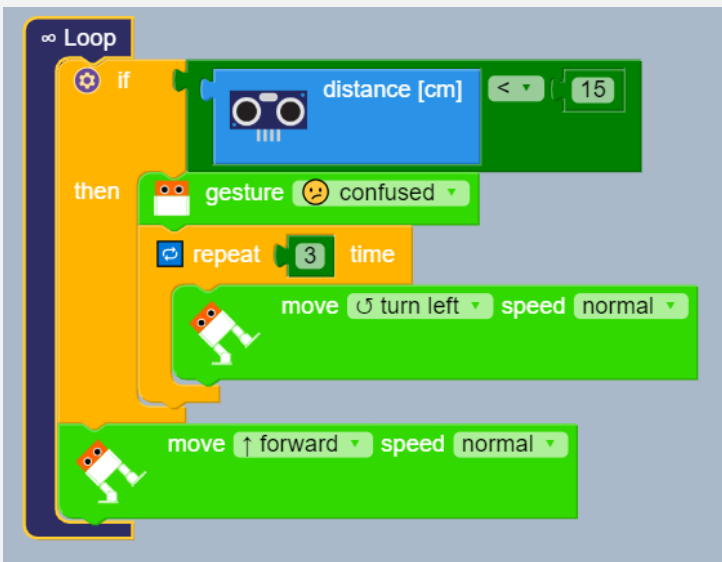 ∞ Loop
if distance [cm] < 15
then gesture confused
repeat 3 time
move ↺ turn left speed normal
move ↑ forward speed normal